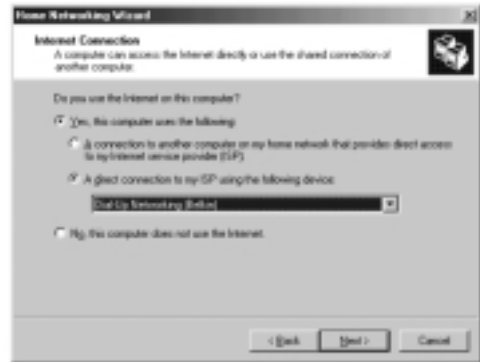 Home Networking Wizard
Internet Connection
A computer can access the Internet directly or use the shared connection of
another computer.
Do you use the Internet on this computer?
Yes, this computer uses the following:
A connection to another computer on my home network that provides direct access
to my Internet service provider (ISP).
A direct connection to my ISP using the following device:
Dial-Up Networking (Belkin)
No, this computer does not use the Internet.
< Back
Next >
Cancel